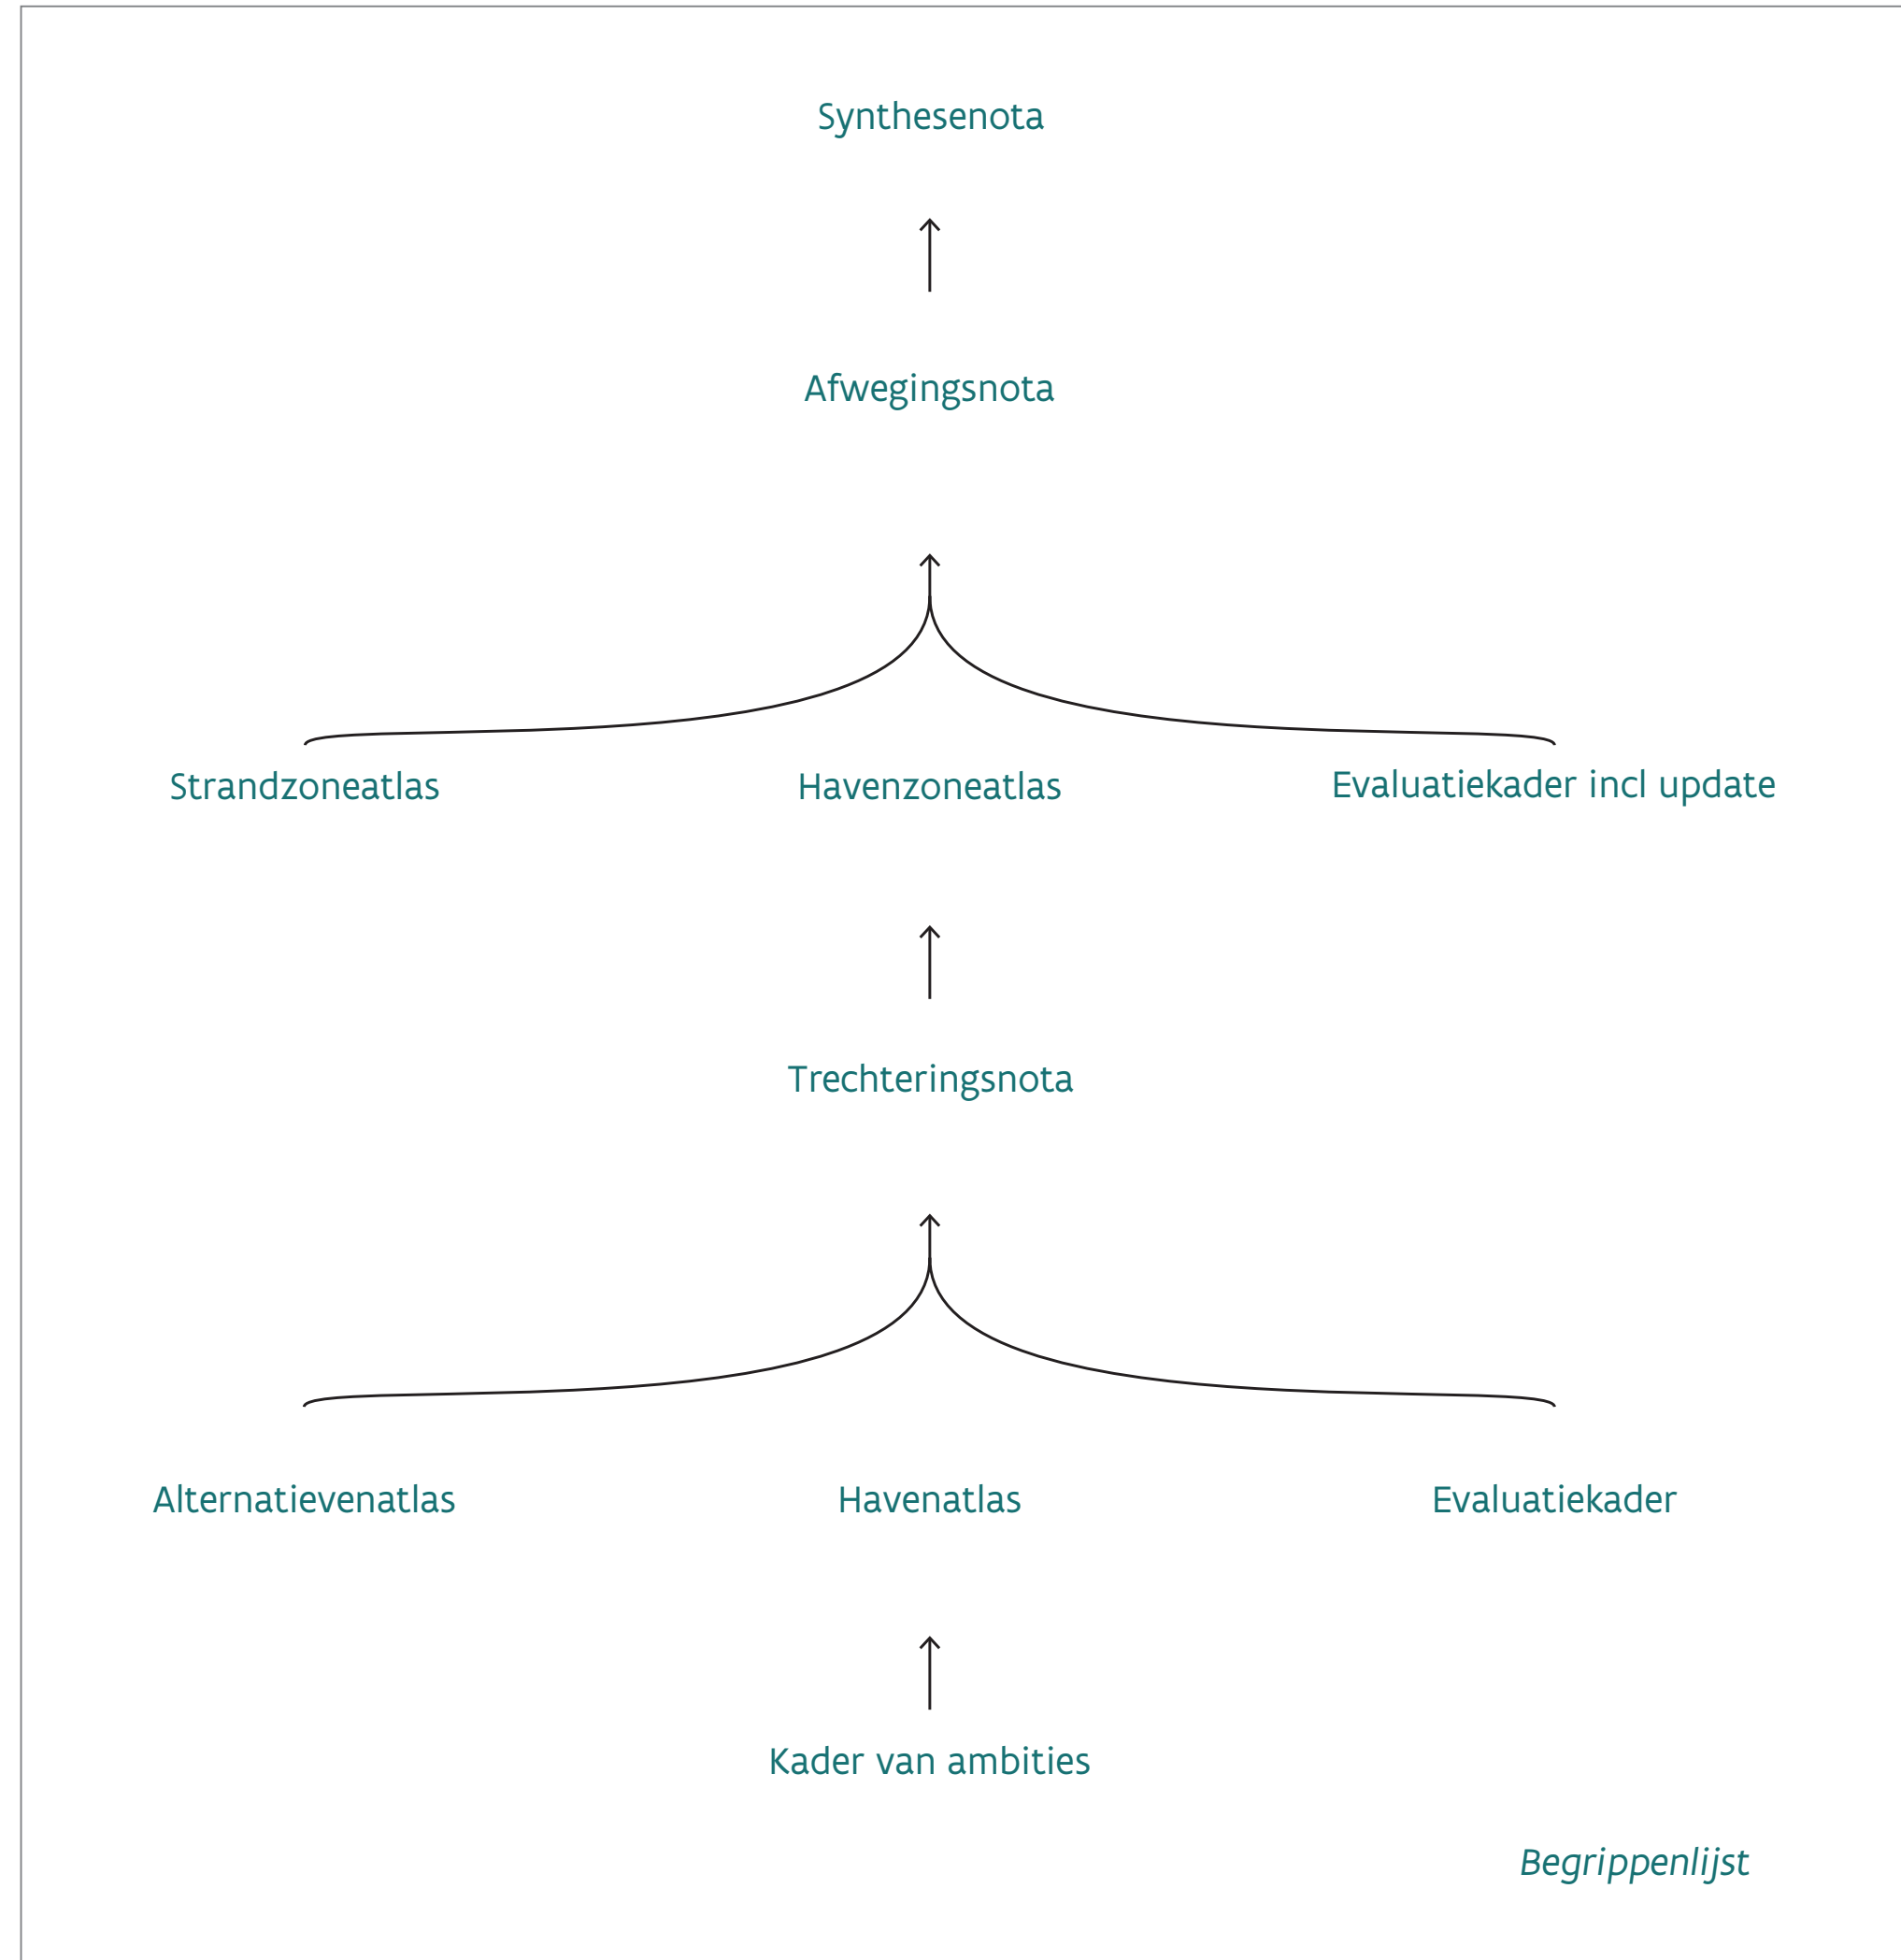 Synthesenota
Afwegingsnota
Strandzoneatlas
Havenzoneatlas
Evaluatiekader incl update
Trechteringsnota
Alternatievenatlas
Havenatlas
Evaluatiekader
Kader van ambities
Begrippenlijst